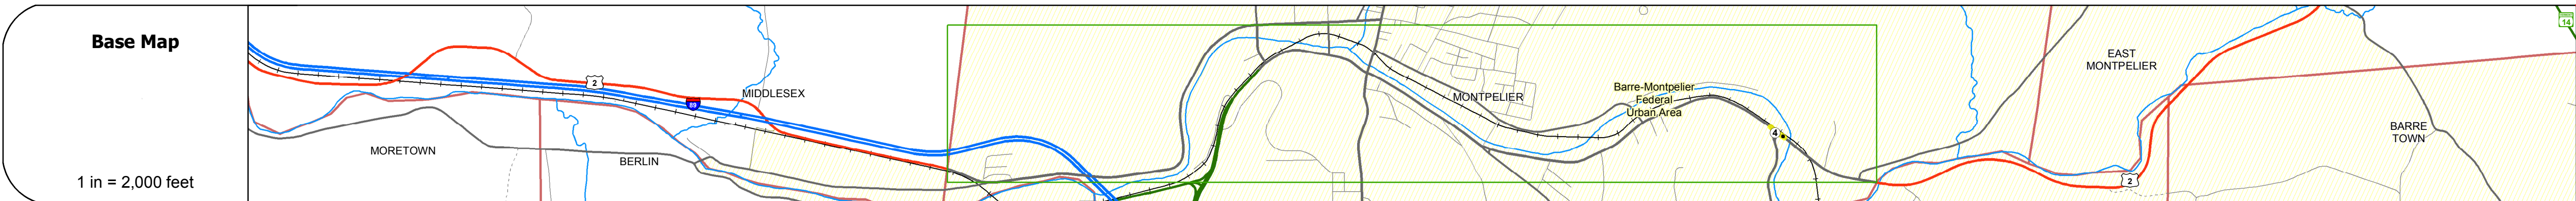 Base Map
1 in = 2,000 feet
2
89
MIDDLESEX
MORETOWN
BERLIN
MONTPELIER
Barre-Montpelier
Federal
Urban Area
4
EAST
MONTPELIER
2
BARRE
TOWN
14